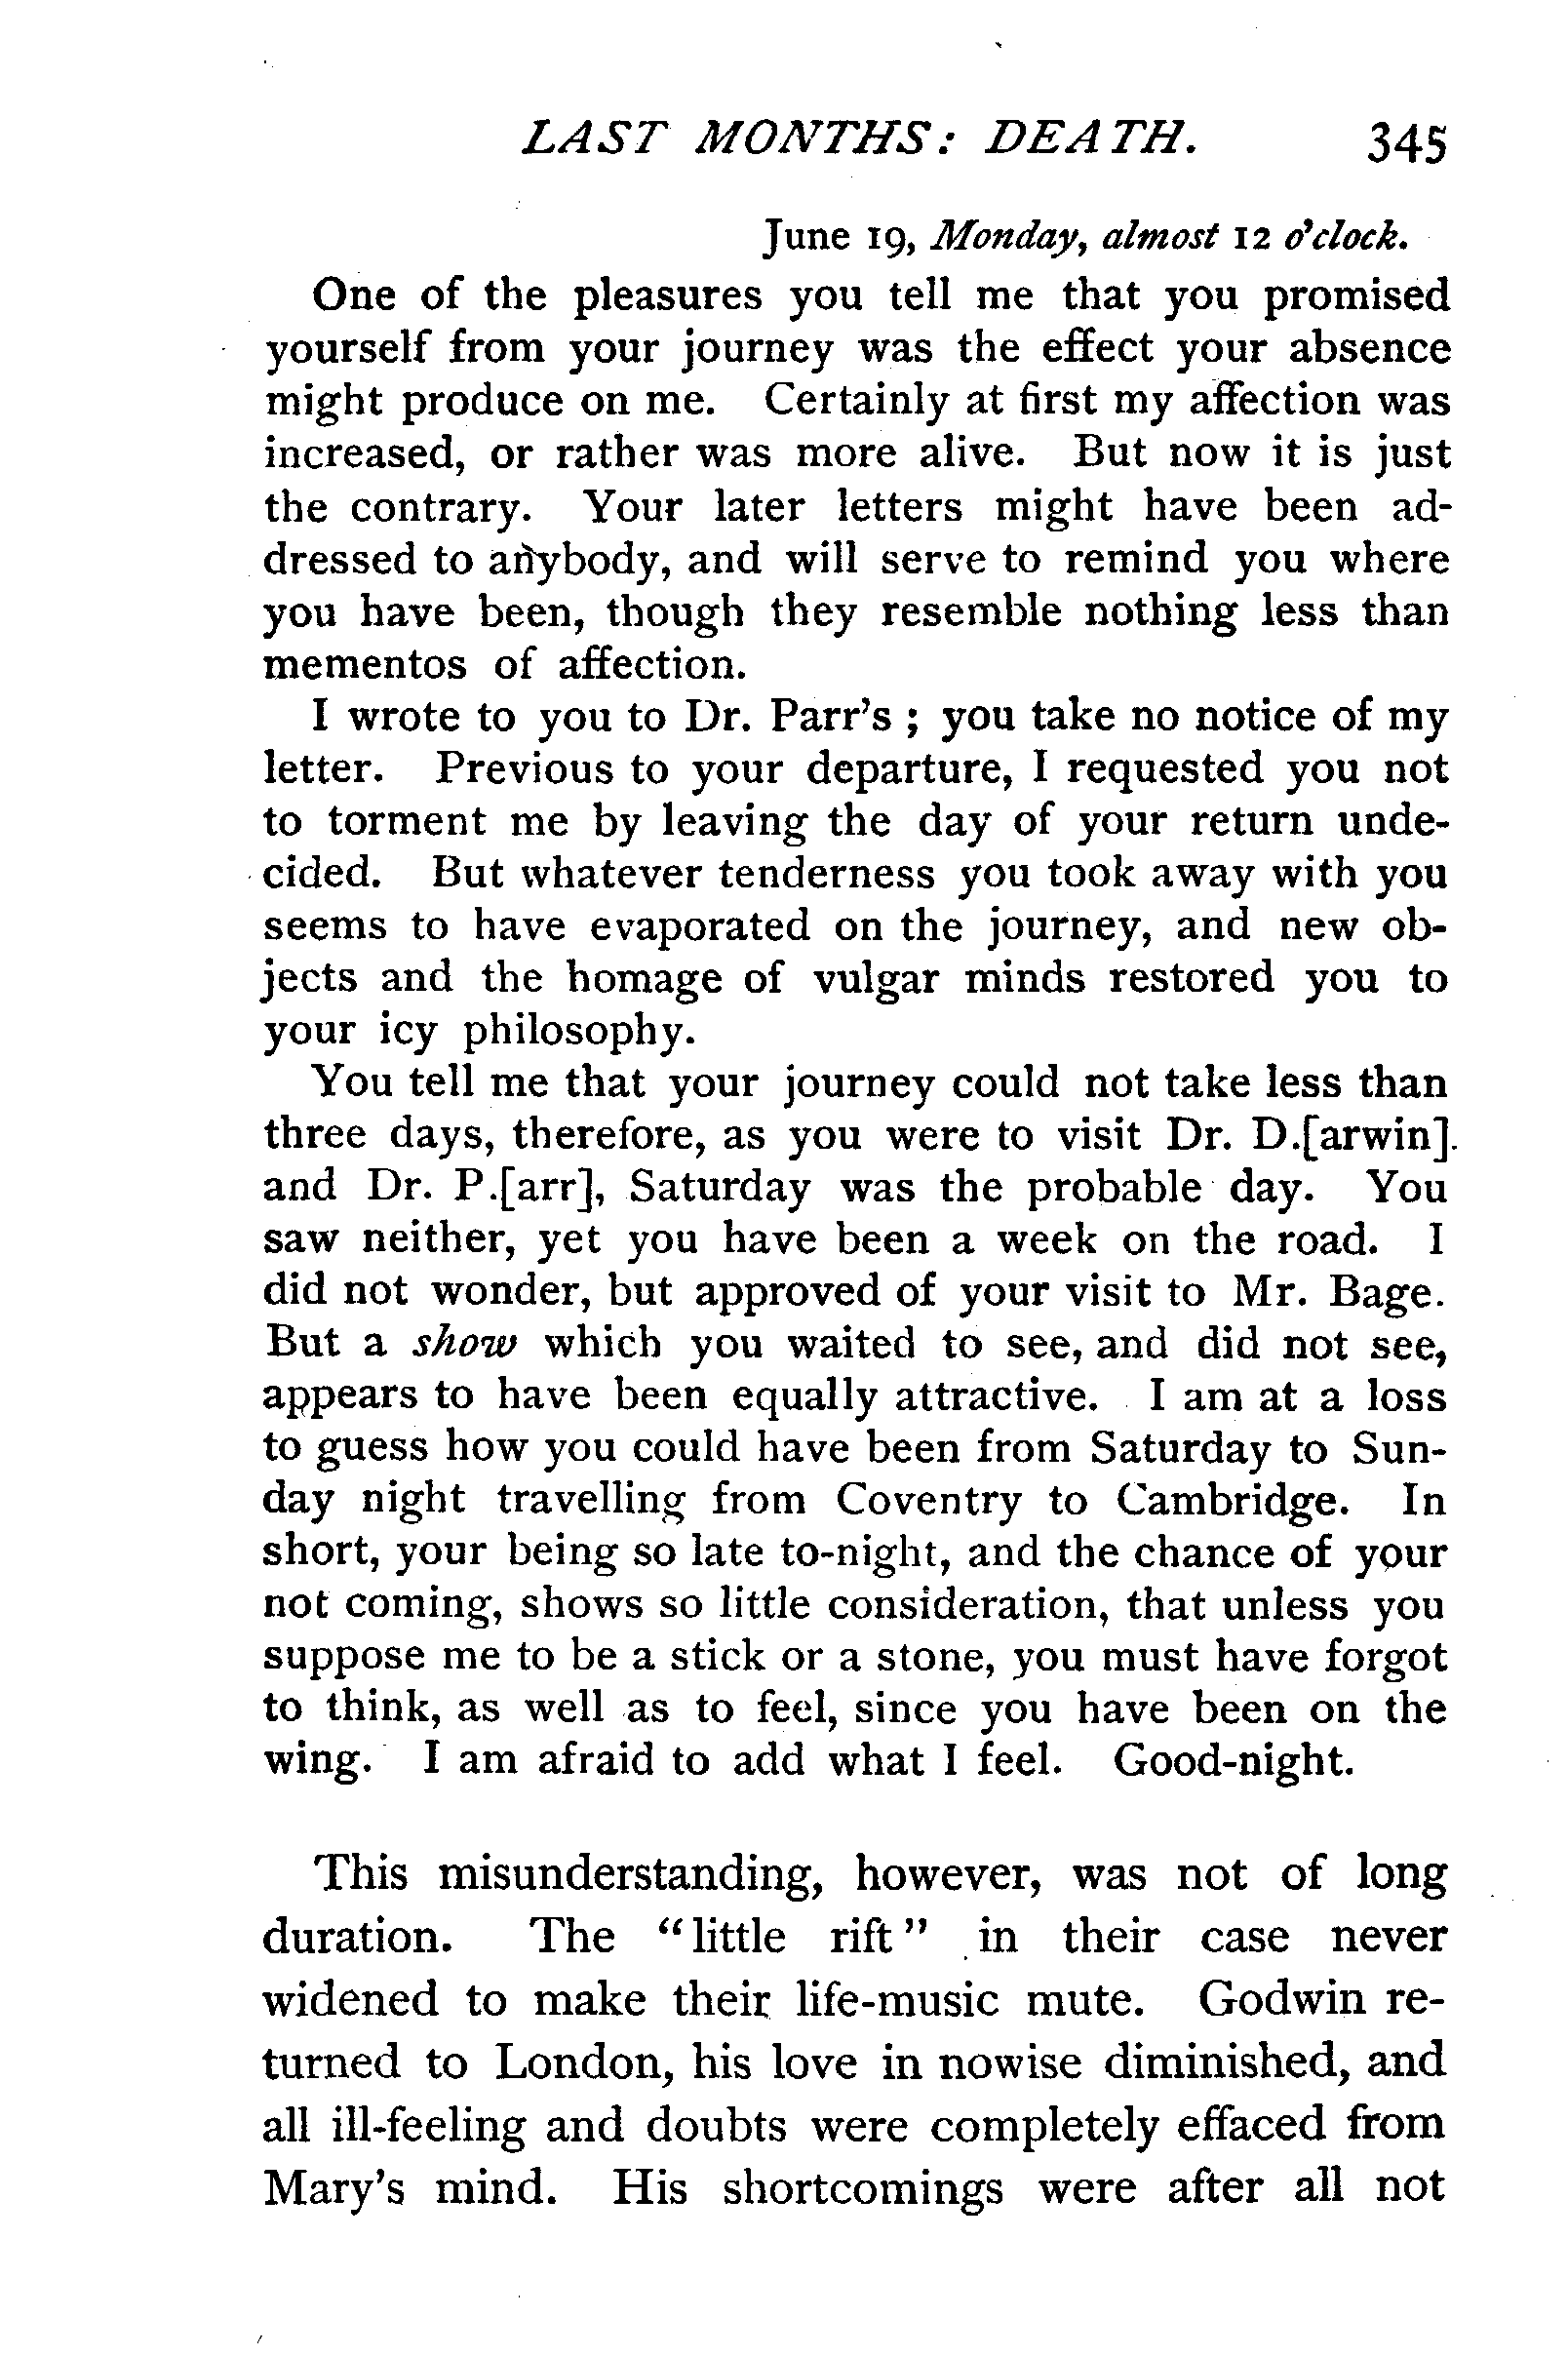 LAST MONTHS: DEATH. 345
June 19, Monday, almost 12 o'clock.
One of the pleasures you tell me that you promised
yourself from your journey was the effect your absence
might produce on me. Certainly at first my affection was
increased, or rather was more alive. But now it is just
the contrary. Your later letters might have been ad-
dressed to anybody, and will serve to remind you where
you have been, though they resemble nothing less than
mementos of affection.
I wrote to you to Dr. Parr's ; you take no notice of my
letter. Previous to your departure, I requested you not
to torment me by leaving the day of your return unde-
cided. But whatever tenderness you took away with you
seems to have evaporated on the journey, and new ob-
jects and the homage of vulgar minds restored you to
your icy philosophy.
You tell me that your journey could not take less than
three days, therefore, as you were to visit Dr. D.[arwin].
and Dr. P.[arr], Saturday was the probable day. You
saw neither, yet you have been a week on the road. I
did not wonder, but approved of your visit to Mr. Bage.
But a show which you waited to see, and did not see,
appears to have been equally attractive. I am at a loss
to guess how you could have been from Saturday to Sun-
day night travelling from Coventry to Cambridge. In
short, your being so late to-night, and the chance of your
not coming, shows so little consideration, that unless you
suppose me to be a stick or a stone, you must have forgot
to think, as well as to feel, since you have been on the
wing. I am afraid to add what I feel. Good-night.
This misunderstanding, however, was not of long
duration. The "little rift" in their case never
widened to make their life-music mute. Godwin re-
turned to London, his love in nowise diminished, and
all ill-feeling and doubts were completely effaced from
Mary's mind. His shortcomings were after all not